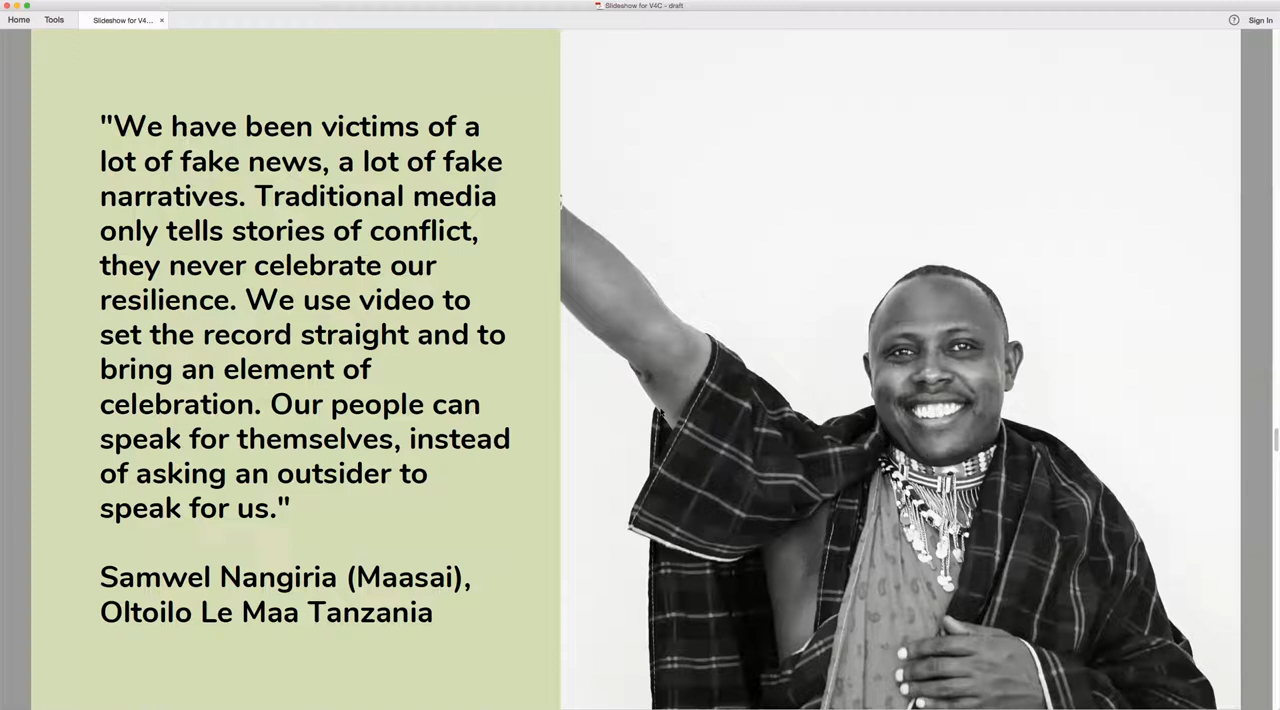 Slideshow for V4C - draft
Home Tools Slideshow for V4... × ? Sign In
"We have been victims of a
lot of fake news, a lot of fake
narratives. Traditional media
only tells stories of conflict,
they never celebrate our
resilience. We use video to
set the record straight and to
bring an element of
celebration. Our people can
speak for themselves, instead
of asking an outsider to
speak for us."
Samwel Nangiria (Maasai),
Oltoilo Le Maa Tanzania